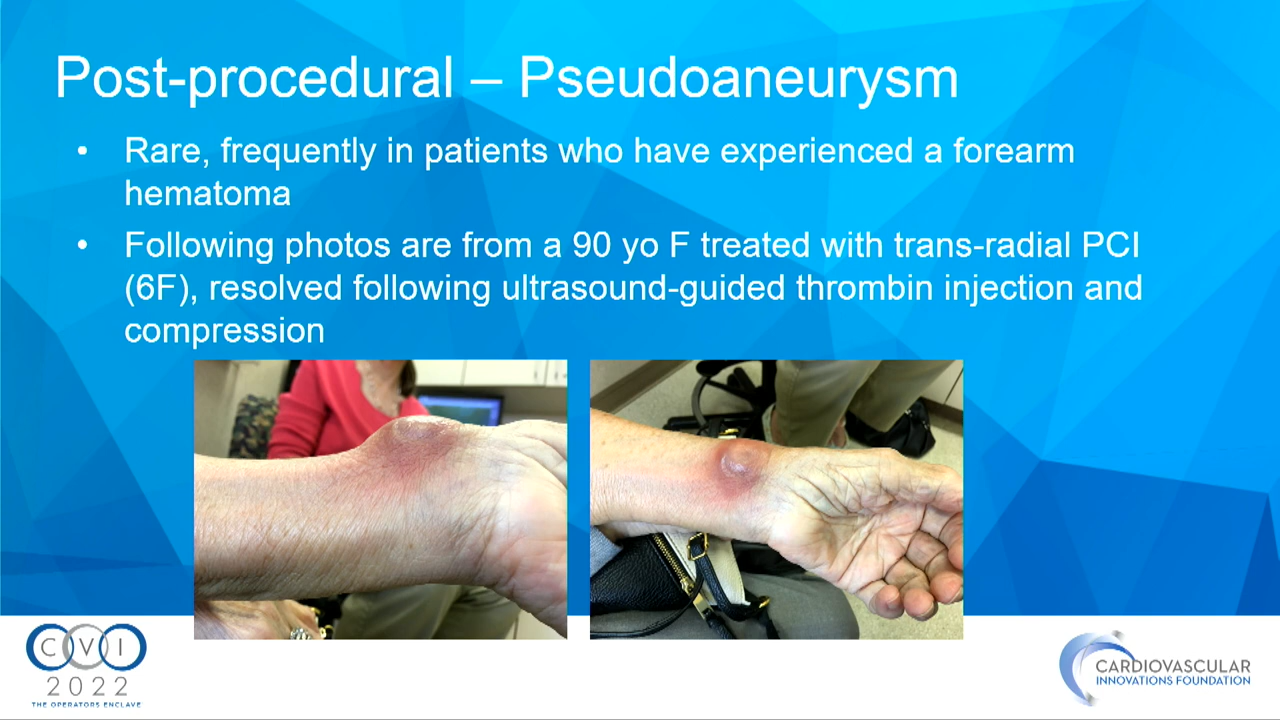 Post-procedural – Pseudoaneurysm
• Rare, frequently in patients who have experienced a forearm
hematoma
• Following photos are from a 90 yo F treated with trans-radial PCI
(6F), resolved following ultrasound-guided thrombin injection and
compression
CVI
2022
THE OPERATORS ENCLAVE
CARDIOVASCULAR
INNOVATIONS FOUNDATION